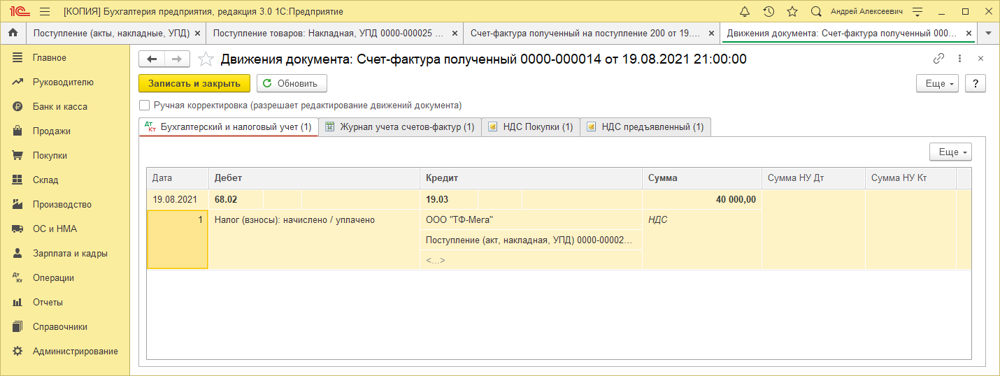 1С [КОПИЯ] Бухгалтерия предприятия, редакция 3.0 1С:Предприятие Андрей Алексеевич
Поступление (акты, накладные, УПД) Поступление товаров: Накладная, УПД 0000-000025 ... Счет-фактура полученный на поступление 200 от 19.... Движения документа: Счет-фактура полученный 000...
Главное
Руководителю
Банк и касса
Продажи
Покупки
Склад
Производство
ОС и НМА
Зарплата и кадры
Дт Кт Операции
Отчеты
Справочники
Администрирование
Движения документа: Счет-фактура полученный 0000-000014 от 19.08.2021 21:00:00
Записать и закрыть Обновить Еще ?
Ручная корректировка (разрешает редактирование движений документа)
Дт Кт Бухгалтерский и налоговый учет (1) Журнал учета счетов-фактур (1) НДС Покупки (1) НДС предъявленный (1)
Еще
Дата Дебет Кредит Сумма Сумма НУ Дт Сумма НУ Кт
19.08.2021 68.02 19.03 40 000,00
1 Налог (взносы): начислено / уплачено ООО "ТФ-Мега" НДС
Поступление (акт, накладная, УПД) 0000-00002...
<...>